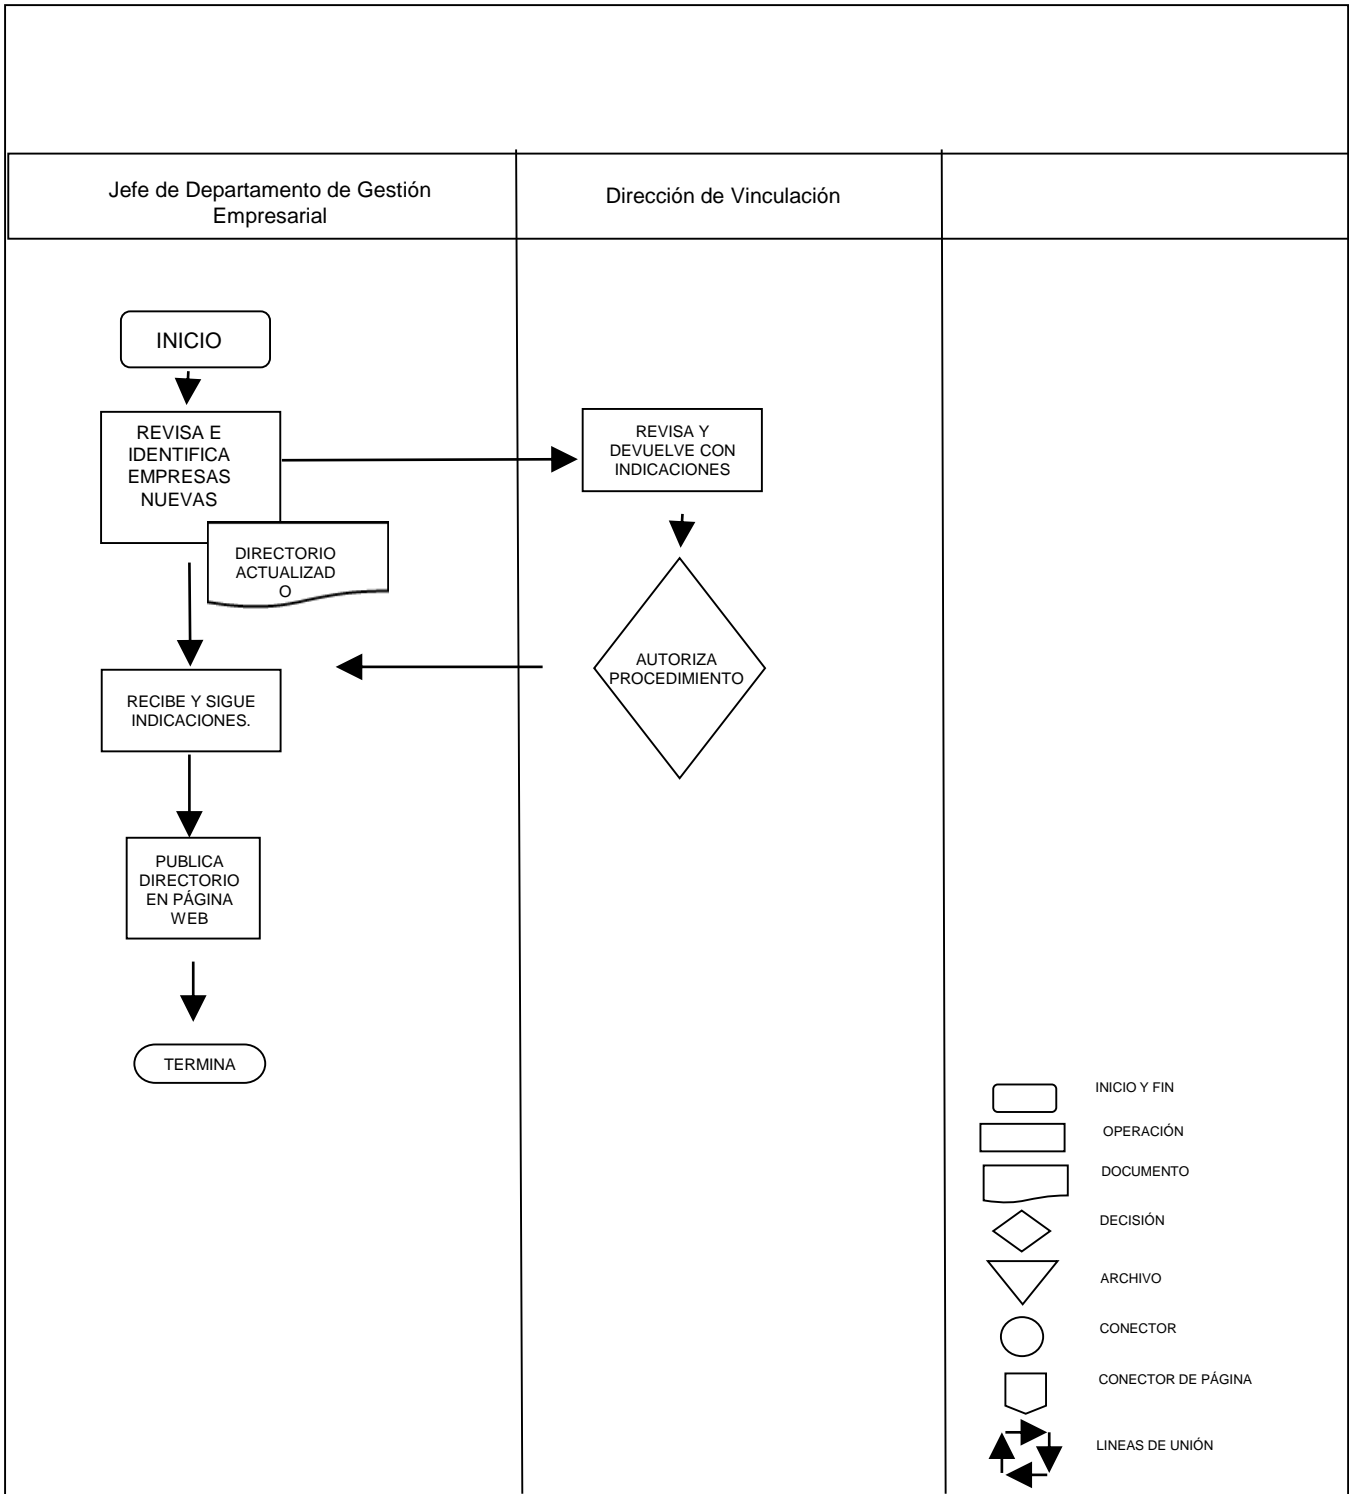 Jefe de Departamento de Gestión
Empresarial
Dirección de Vinculación
INICIO
REVISA E
IDENTIFICA
EMPRESAS
NUEVAS
DIRECTORIO
ACTUALIZAD
O
REVISA Y
DEVUELVE CON
INDICACIONES
AUTORIZA
PROCEDIMIENTO
RECIBE Y SIGUE
INDICACIONES.
PUBLICA
DIRECTORIO
EN PÁGINA
WEB
TERMINA
INICIO Y FIN
OPERACIÓN
DOCUMENTO
DECISIÓN
ARCHIVO
CONECTOR
CONECTOR DE PÁGINA
LINEAS DE UNIÓN